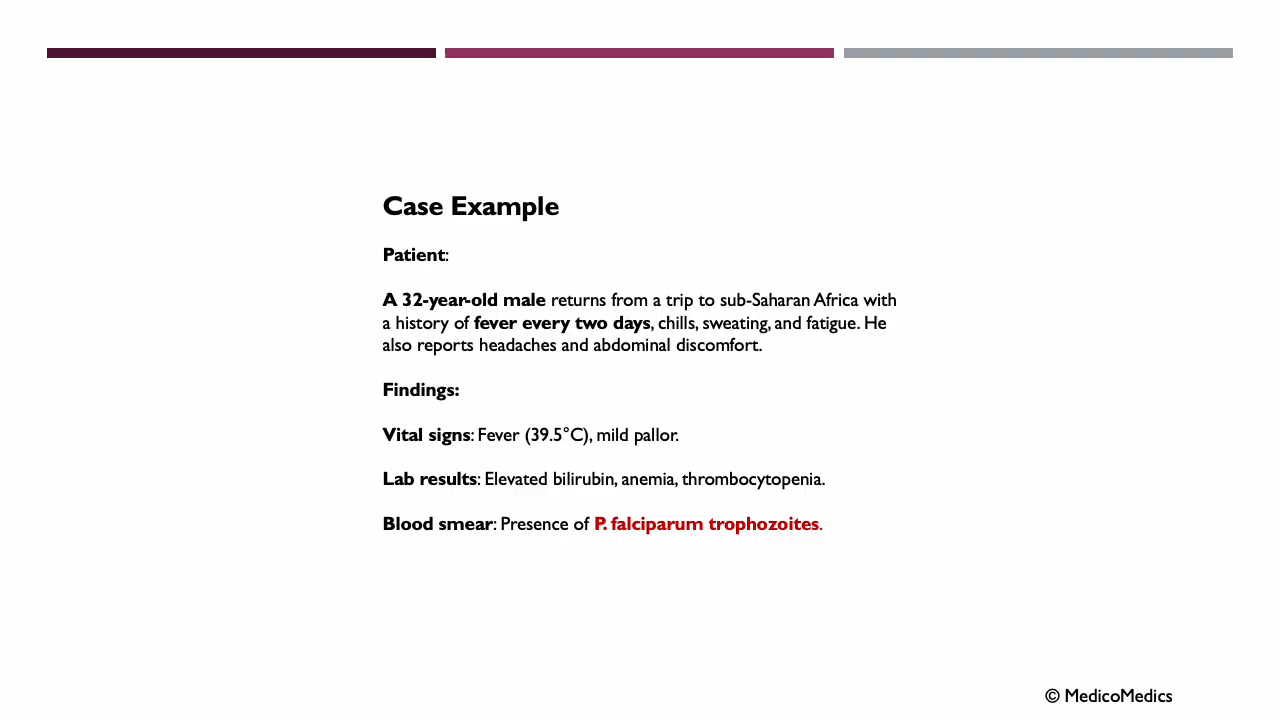 Case Example
Patient:
A 32-year-old male returns from a trip to sub-Saharan Africa with
a history of fever every two days, chills, sweating, and fatigue. He
also reports headaches and abdominal discomfort.
Findings:
Vital signs: Fever (39.5°C), mild pallor.
Lab results: Elevated bilirubin, anemia, thrombocytopenia.
Blood smear: Presence of P. falciparum trophozoites.
© MedicoMedics